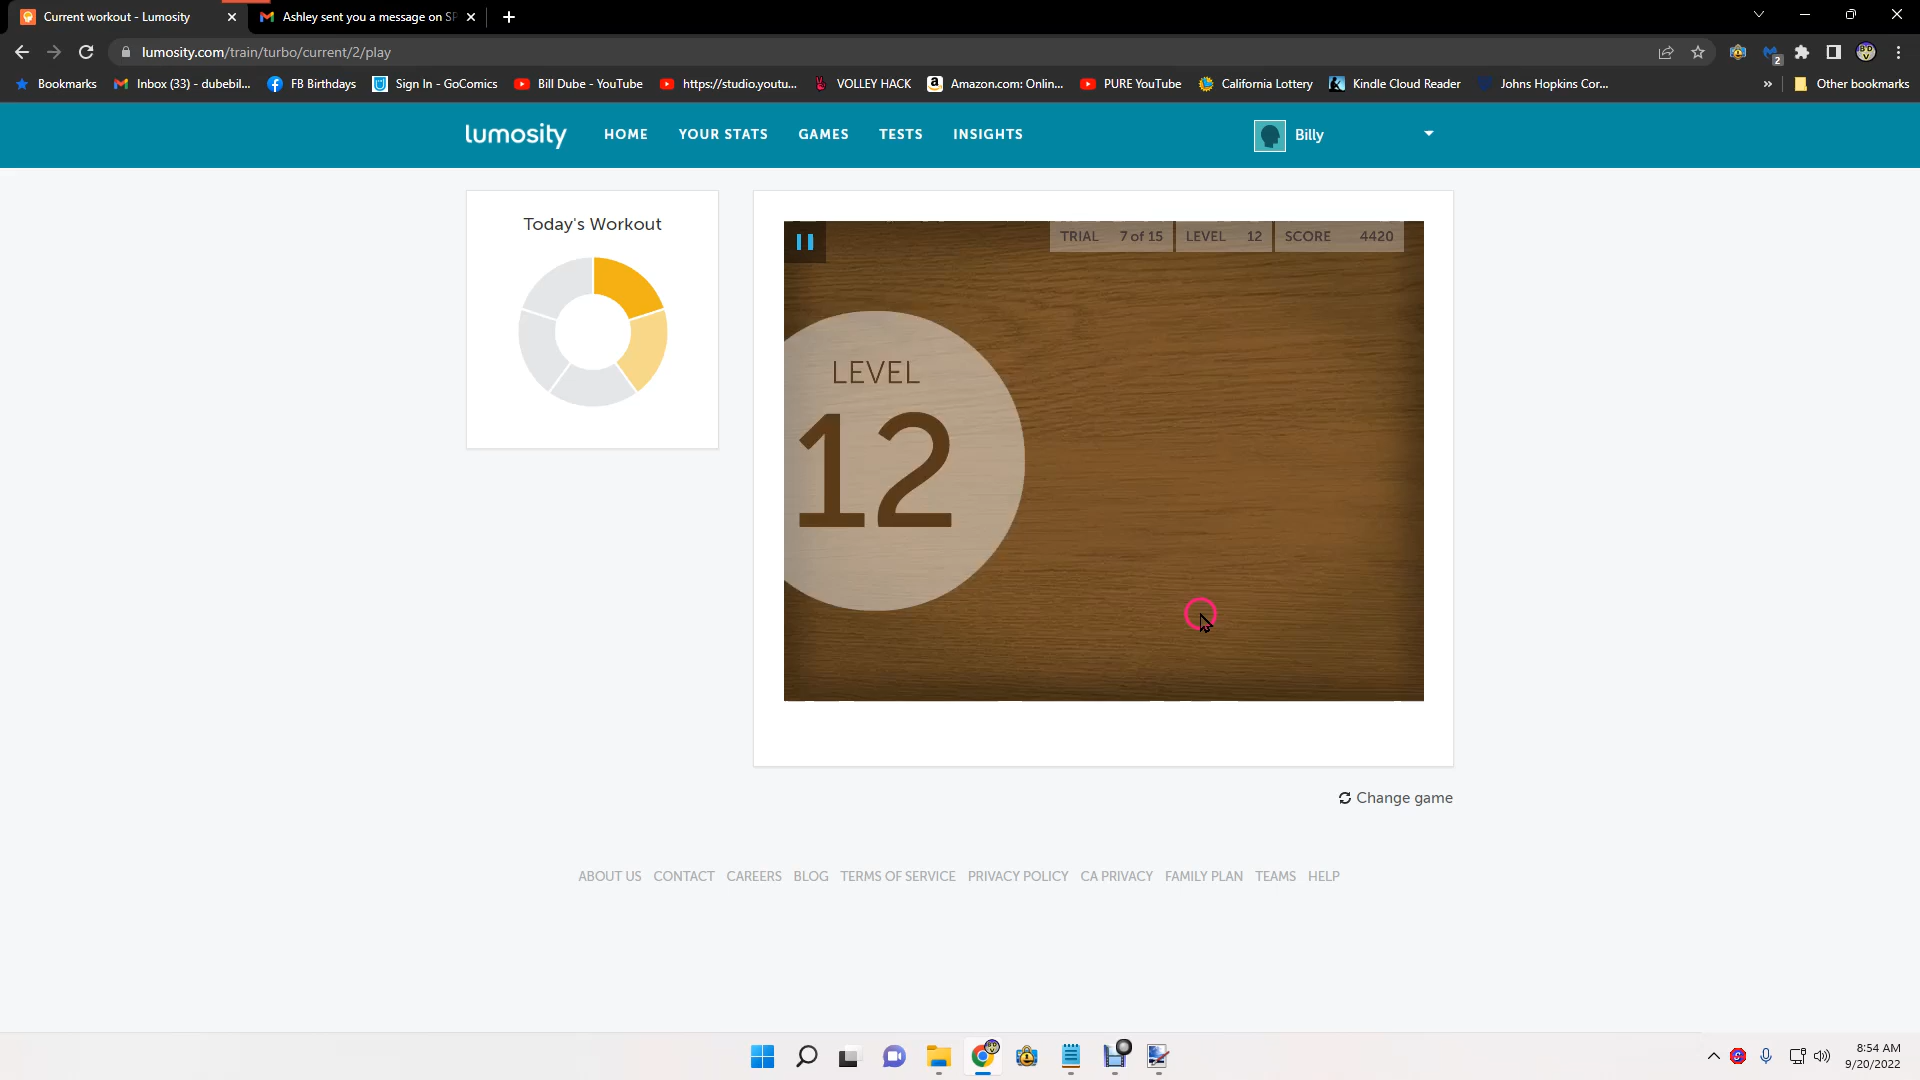 Current workout - Lumosity
Ashley sent you a message on SP
lumosity.com/train/turbo/current/2/play
2
Bookmarks
Inbox (33) - dubebil...
FB Birthdays
Sign In - GoComics
Bill Dube - YouTube
https://studio.youtu...
VOLLEY HACK
Amazon.com: Onlin...
PURE YouTube
California Lottery
Kindle Cloud Reader
Johns Hopkins Cor...
»
Other bookmarks
lumosity
HOME
YOUR STATS
GAMES
TESTS
INSIGHTS
Billy
Today's Workout
TRIAL 7 of 15
LEVEL 12
SCORE 4420
LEVEL
12
Change game
ABOUT US CONTACT CAREERS BLOG TERMS OF SERVICE PRIVACY POLICY CA PRIVACY FAMILY PLAN TEAMS HELP
8:54 AM
9/20/2022